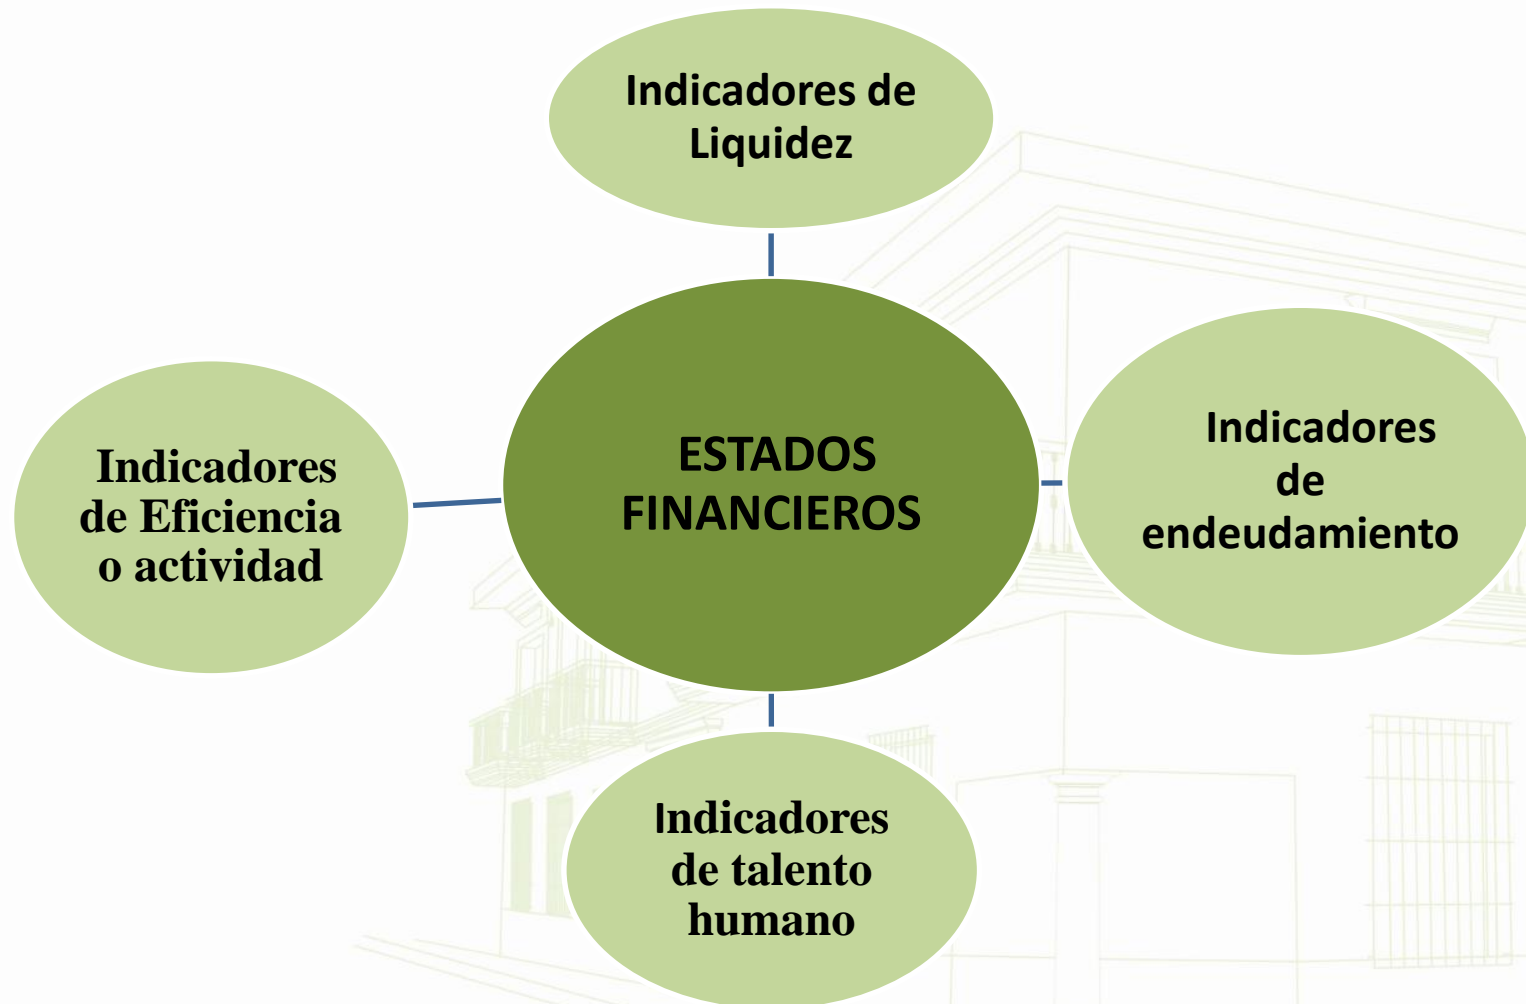 Indicadores de
Liquidez
ESTADOS
FINANCIEROS
Indicadores
de
endeudamiento
Indicadores
de Eficiencia
o actividad
Indicadores
de talento
humano